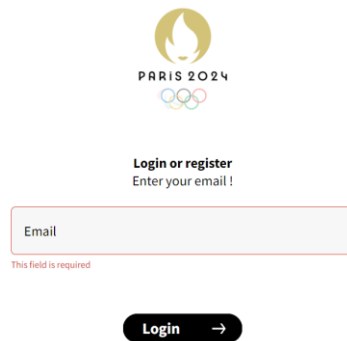 PARIS 2024
Login or register
Enter your email !
Email
This field is required
Login →